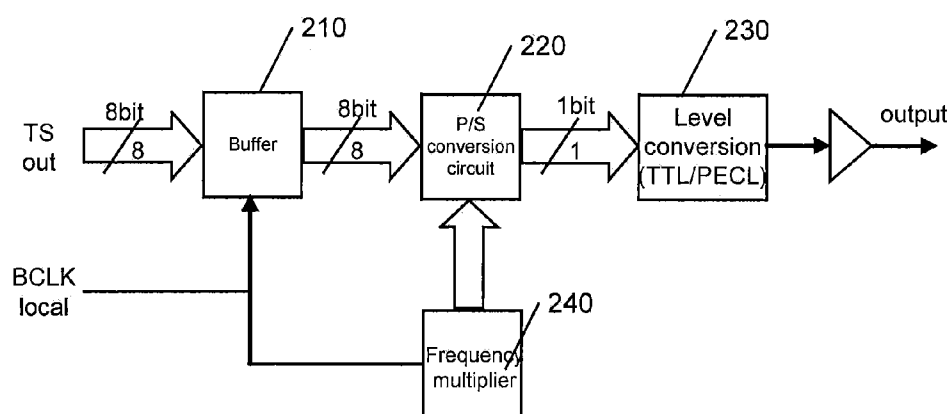 210
220
230
8bit
8bit
1bit
TS
out
8
Buffer
8
P/S
conversion
circuit
1
Level
conversion
(TTL/PECL)
output
BCLK
local
240
Frequency
multiplier